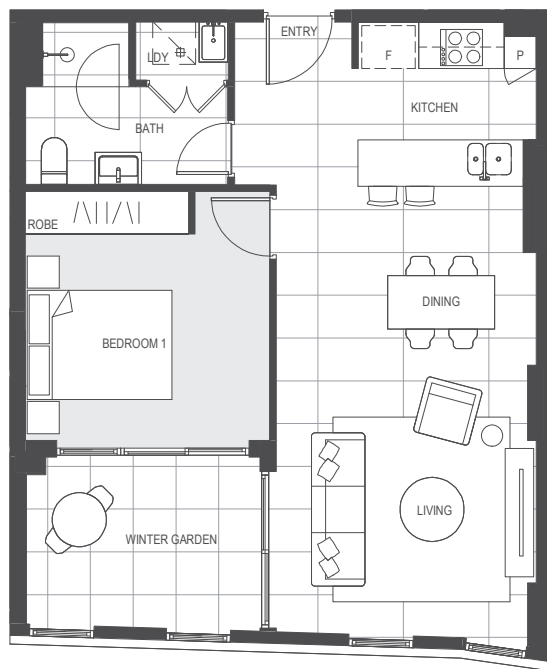 ENTRY
LDY
F
P
KITCHEN
BATH
ROBE
DINING
BEDROOM 1
LIVING
WINTER GARDEN